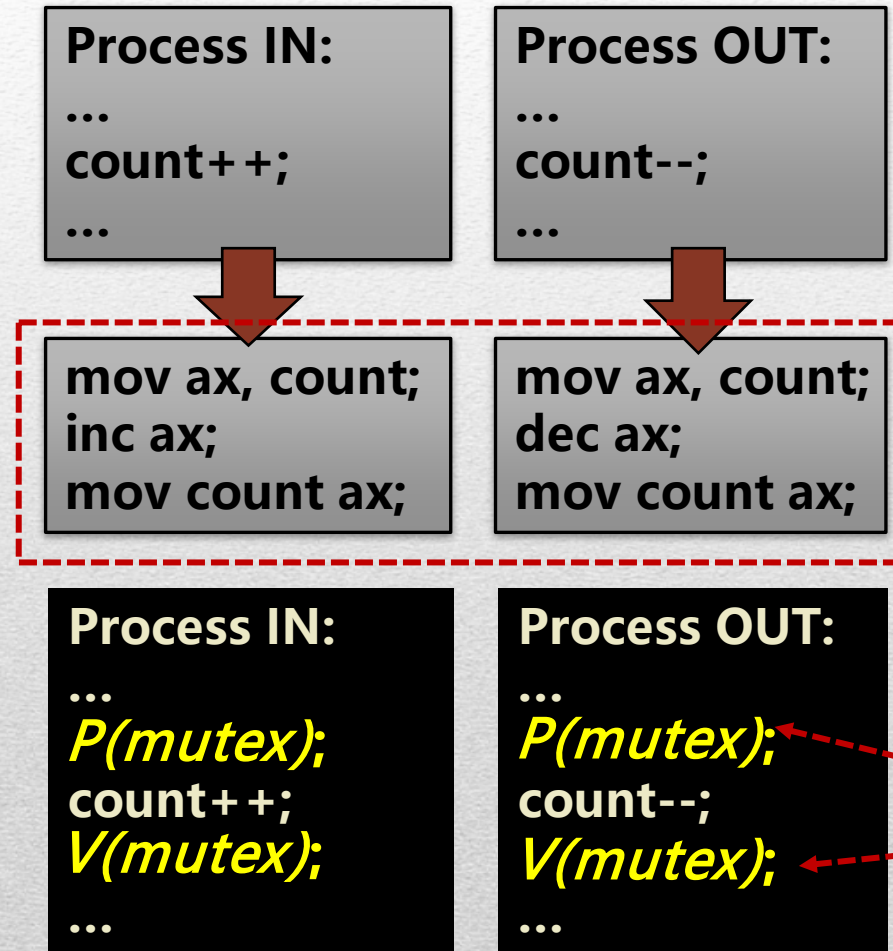 Process IN:
...
count++;
...
Process OUT:
...
count--;
...
mov ax, count;
inc ax;
mov count ax;
mov ax, count;
dec ax;
mov count ax;
Process IN:
...
P(mutex);
count++;
V(mutex);
...
Process OUT:
...
P(mutex);
count--;
V(mutex);
...